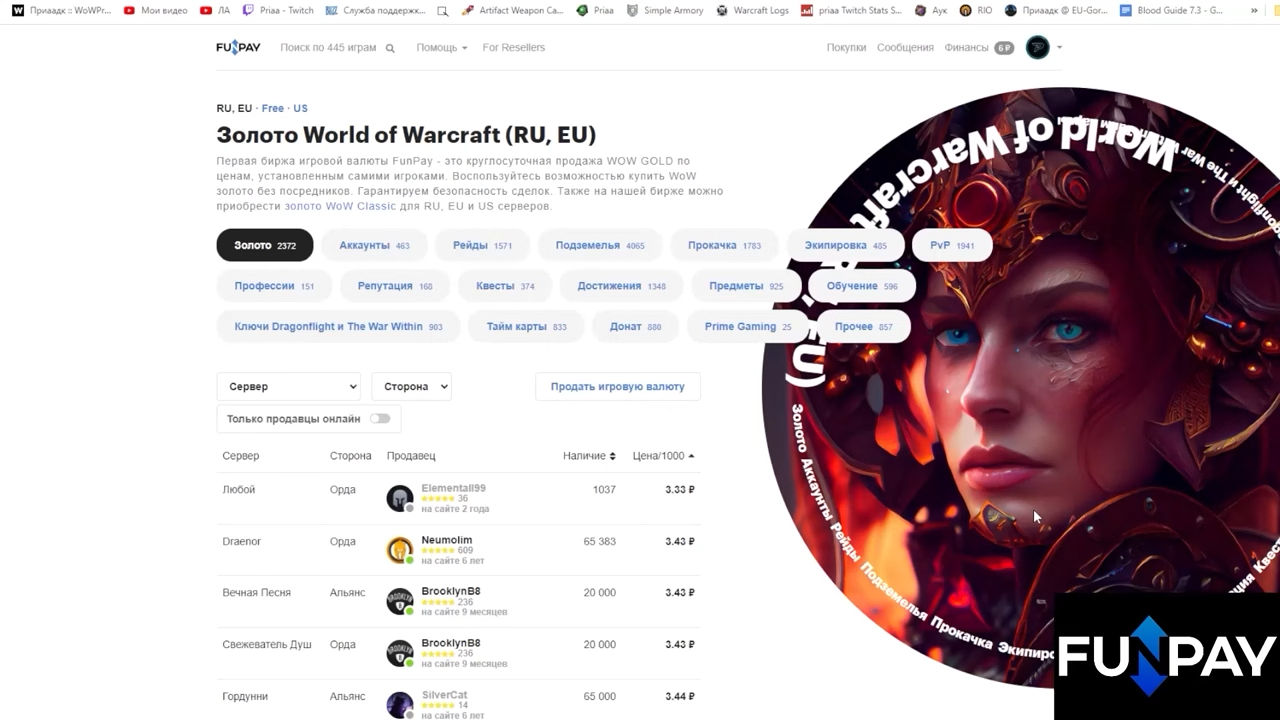 Приаадк :: WoWPr...
Мои видео
ЛА
Priaa - Twitch
Служба поддержк...
Artifact Weapon Ca...
Priaa
Simple Armory
Warcraft Logs
priaa Twitch Stats S...
Аук
RIO
Приаадк @ EU-Gor...
Blood Guide 7.3 - G...
»
FUNPAY
Поиск по 445 играм
Помощь
For Resellers
Покупки
Сообщения
Финансы 6 ₽
RU, EU · Free · US
Золото World of Warcraft (RU, EU)
Первая биржа игровой валюты FunPay - это круглосуточная продажа WOW GOLD по
ценам, установленным самими игроками. Воспользуйтесь возможностью купить WoW
золото без посредников. Гарантируем безопасность сделок. Также на нашей бирже можно
приобрести золото WoW Classic для RU, EU и US серверов.
Золото 2372
Аккаунты 463
Рейды 1571
Подземелья 4065
Прокачка 1783
Экипировка 485
PvP 1941
Профессии 151
Репутация 168
Квесты 374
Достижения 1348
Предметы 925
Обучение 596
Ключи Dragonflight и The War Within 903
Тайм карты 833
Донат 880
Prime Gaming 25
Прочее 857
Сервер
Сторона
Продать игровую валюту
Только продавцы онлайн
Сервер Сторона Продавец Наличие Цена/1000
Любой Орда Elementall99 1037 3.33 ₽
36
на сайте 2 года
Draenor Орда Neumolim 65 383 3.43 ₽
609
на сайте 6 лет
Вечная Песня Альянс BrooklynB8 20 000 3.43 ₽
236
на сайте 9 месяцев
Свежеватель Душ Орда BrooklynB8 20 000 3.43 ₽
236
на сайте 9 месяцев
Гордунни Альянс SilverCat 65 000 3.44 ₽
14
на сайте 6 лет
World of Warcraft
EU)
Золото Аккаунты Рейды Подземелья Прокачка Экипиро
FUNPAY